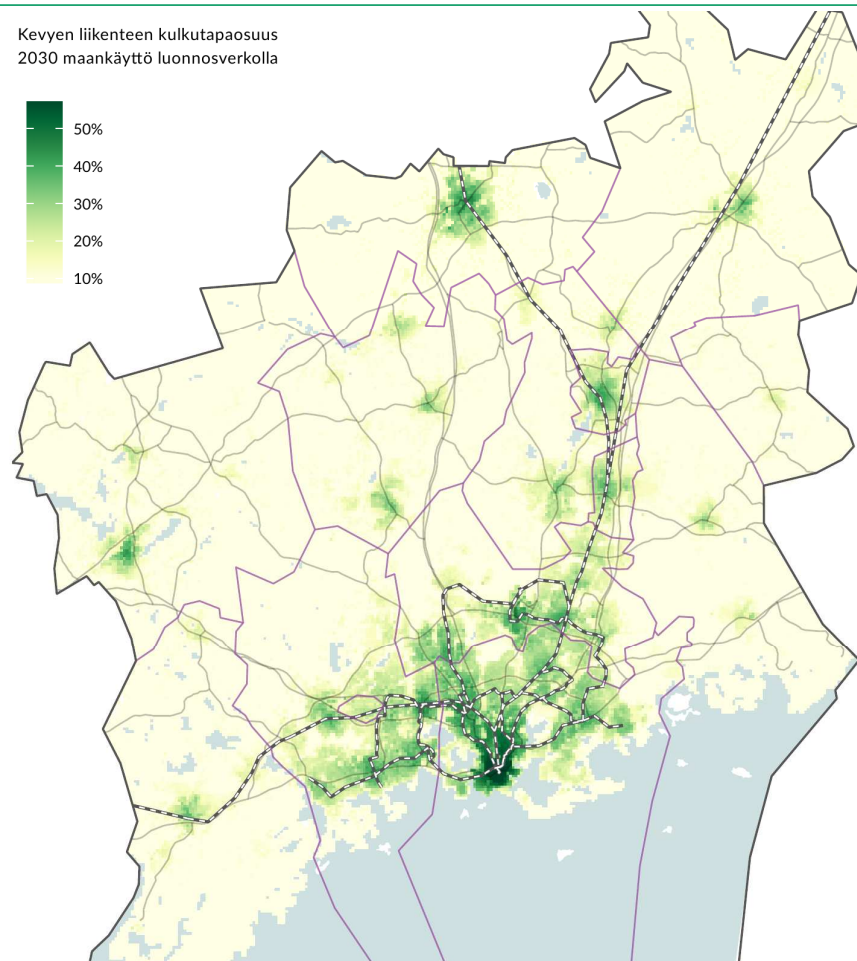 Kevyen liikenteen kulkutapaosuus
2030 maankäyttö luonnosverkolla
50%
40%
30%
20%
10%